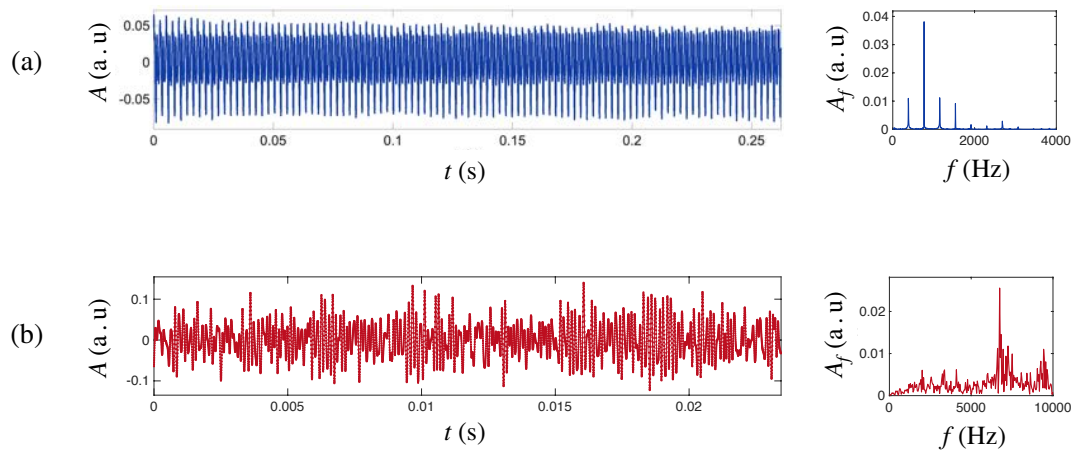 (a)
A (a . u)
0.05
0
-0.05
0 0.05 0.1 0.15 0.2 0.25
t (s)
A_f (a . u)
0.04
0.03
0.02
0.01
0
0 2000 4000
f (Hz)
(b)
A (a . u)
0.1
0
-0.1
0 0.005 0.01 0.015 0.02
t (s)
A_f (a . u)
0.02
0.01
0
0 5000 10000
f (Hz)